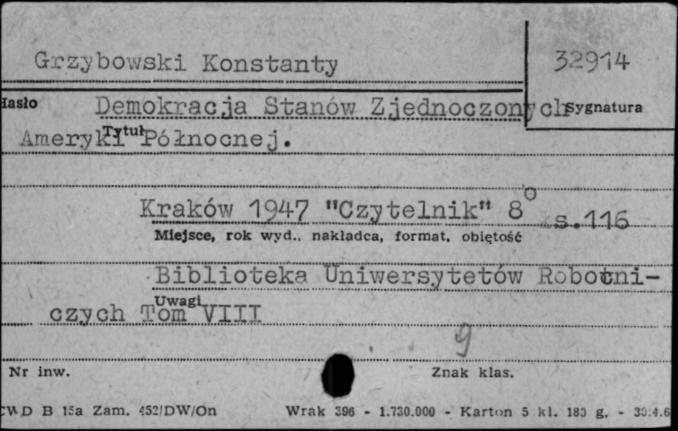 Grzybowski Konstanty 32914
Hasło Demokracja Stanów Zjednoczonych Sygnatura
Ameryki Tytuł Północnej.
Kraków 1947 "Czytelnik" 8° s.116
Miejsce, rok wyd., nakładca, format, objętość
Biblioteka Uniwersytetów Robotni-
Uwagi
czych Tom VIII
9
Nr inw. Znak klas.
CWD B 15a Zam. 452/DW/On Wrak 396 - 1.730.000 - Karton 5 kl. 180 g. -